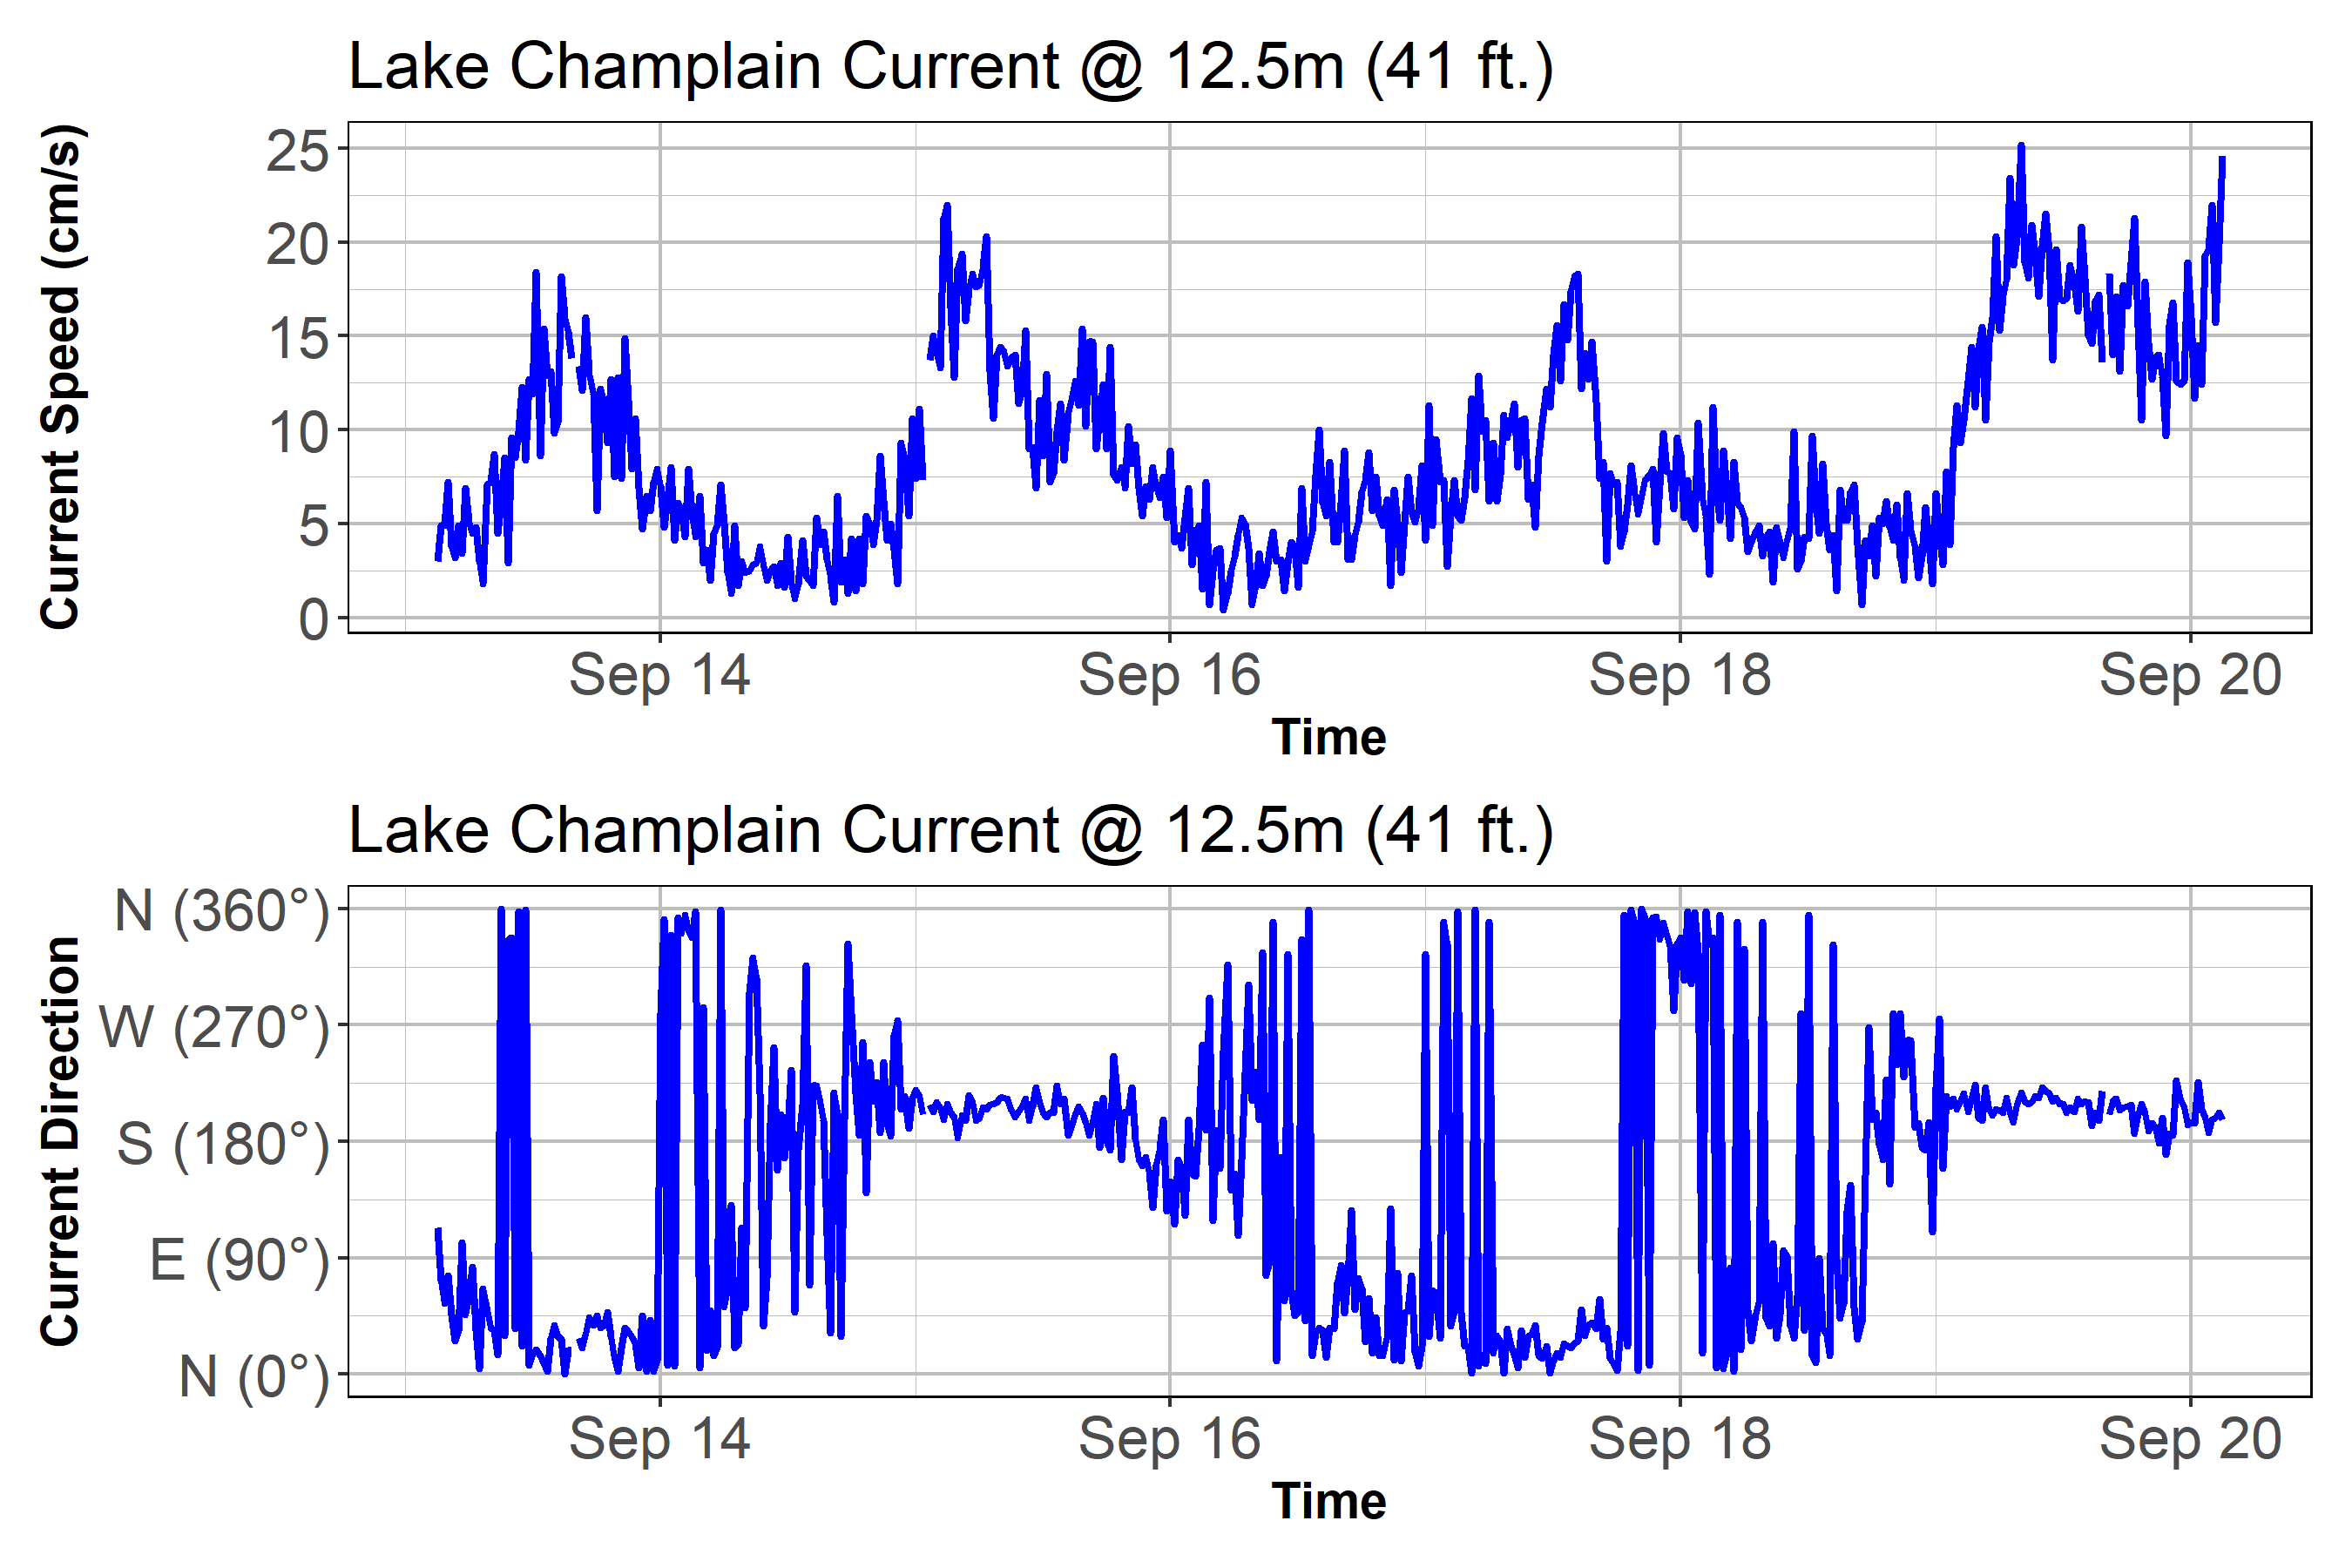 Lake Champlain Current @ 12.5m (41 ft.)
Current Speed (cm/s)
25
20
15
10
5
0
Sep 14 Sep 16 Sep 18 Sep 20
Time
Lake Champlain Current @ 12.5m (41 ft.)
Current Direction
N (360°)
W (270°)
S (180°)
E (90°)
N (0°)
Sep 14 Sep 16 Sep 18 Sep 20
Time